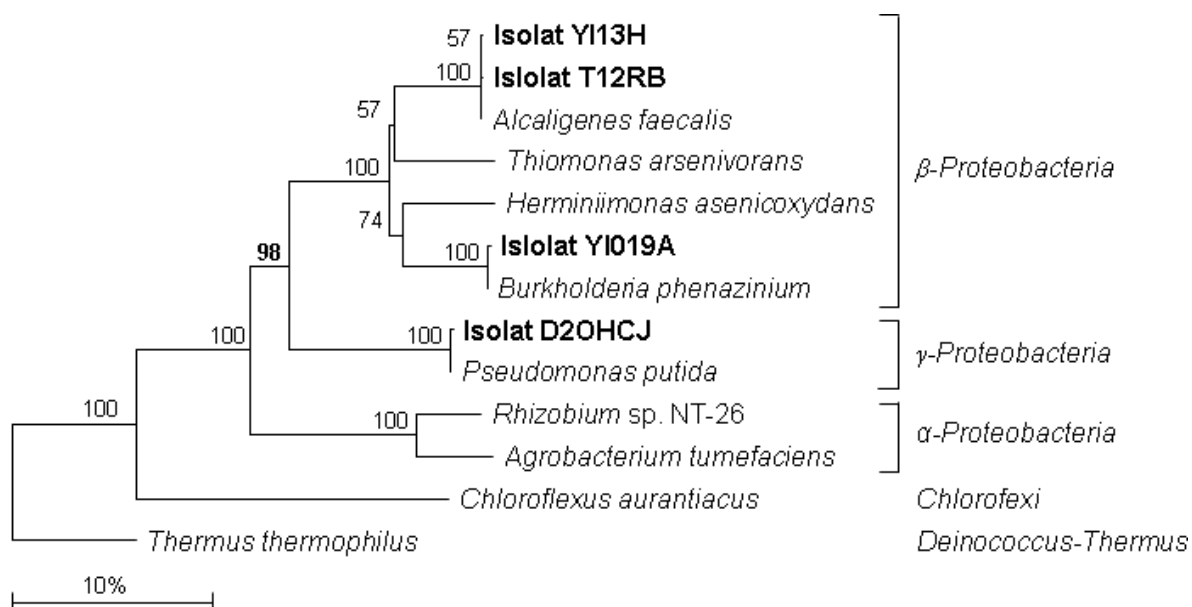 57 Isolat YI13H
100 Islolat T12RB
Alcaligenes faecalis
57
Thiomonas arsenivorans
100
β-Proteobacteria
Herminiimonas asenicoxydans
74
100 Islolat YI019A
98
Burkholderia phenazinium
100 Isolat D2OHCJ
100
γ-Proteobacteria
Pseudomonas putida
Rhizobium sp. NT-26
100
100
α-Proteobacteria
Agrobacterium tumefaciens
Chloroflexus aurantiacus
Chlorofexi
Thermus thermophilus
Deinococcus-Thermus
10%